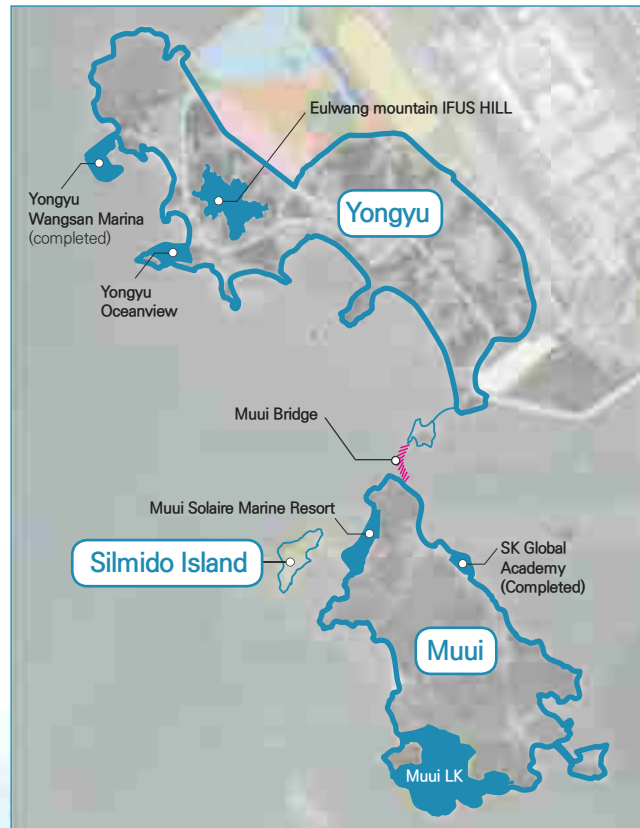 Eulwang mountain IFUS HILL
Yongyu
Yongyu
Wangsan Marina
(completed)
Yongyu
Oceanview
Muui Bridge
Muui Solaire Marine Resort
Silmido Island
SK Global
Academy
(Completed)
Muui
Muui LK